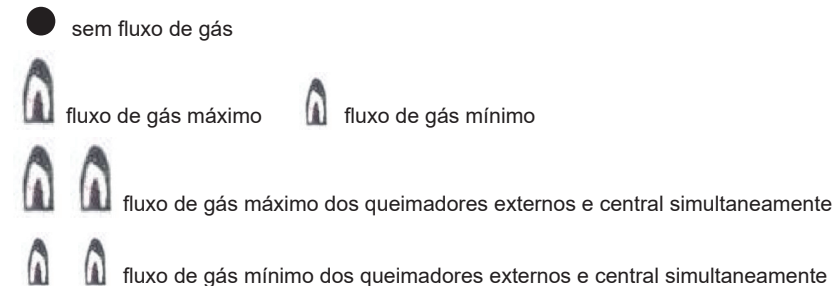 sem fluxo de gás
fluxo de gás máximo fluxo de gás mínimo
fluxo de gás máximo dos queimadores externos e central simultaneamente
fluxo de gás mínimo dos queimadores externos e central simultaneamente